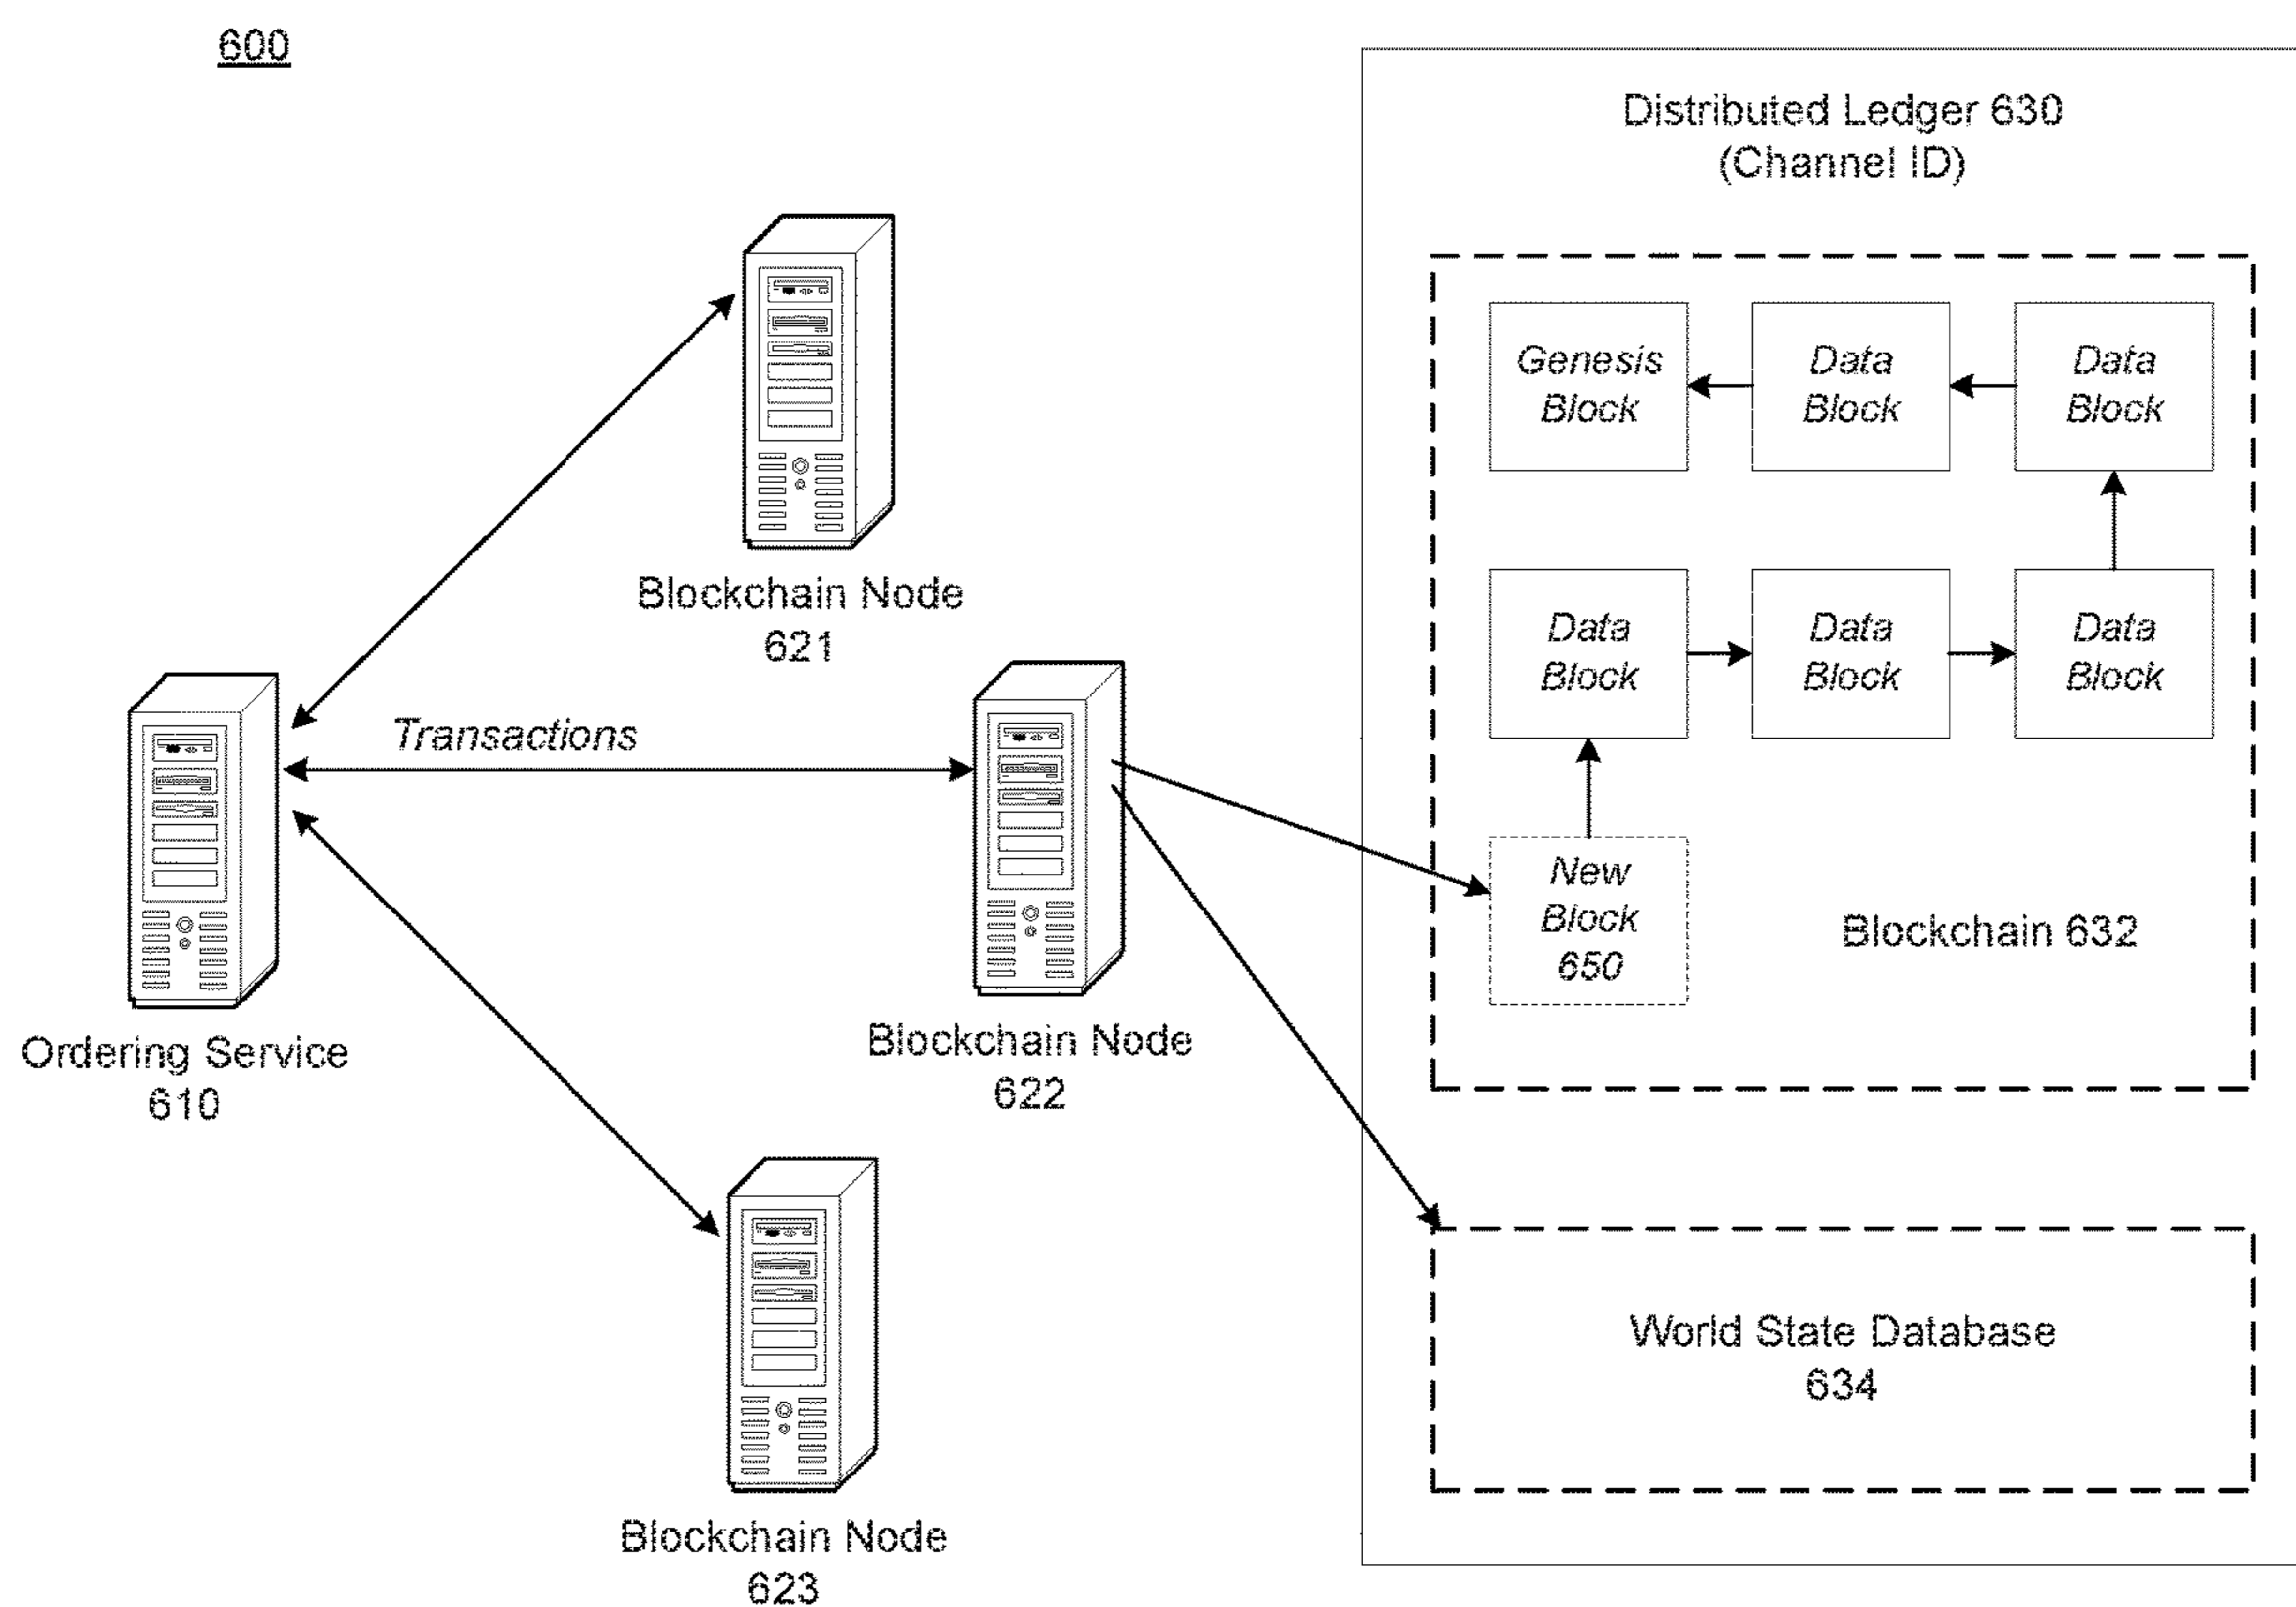 600
Distributed Ledger 630
(Channel ID)
Genesis
Block
Data
Block
Data
Block
Blockchain Node
621
Data
Block
Data
Block
Data
Block
Transactions
New
Block
650
Blockchain 632
Ordering Service
610
Blockchain Node
622
World State Database
634
Blockchain Node
623